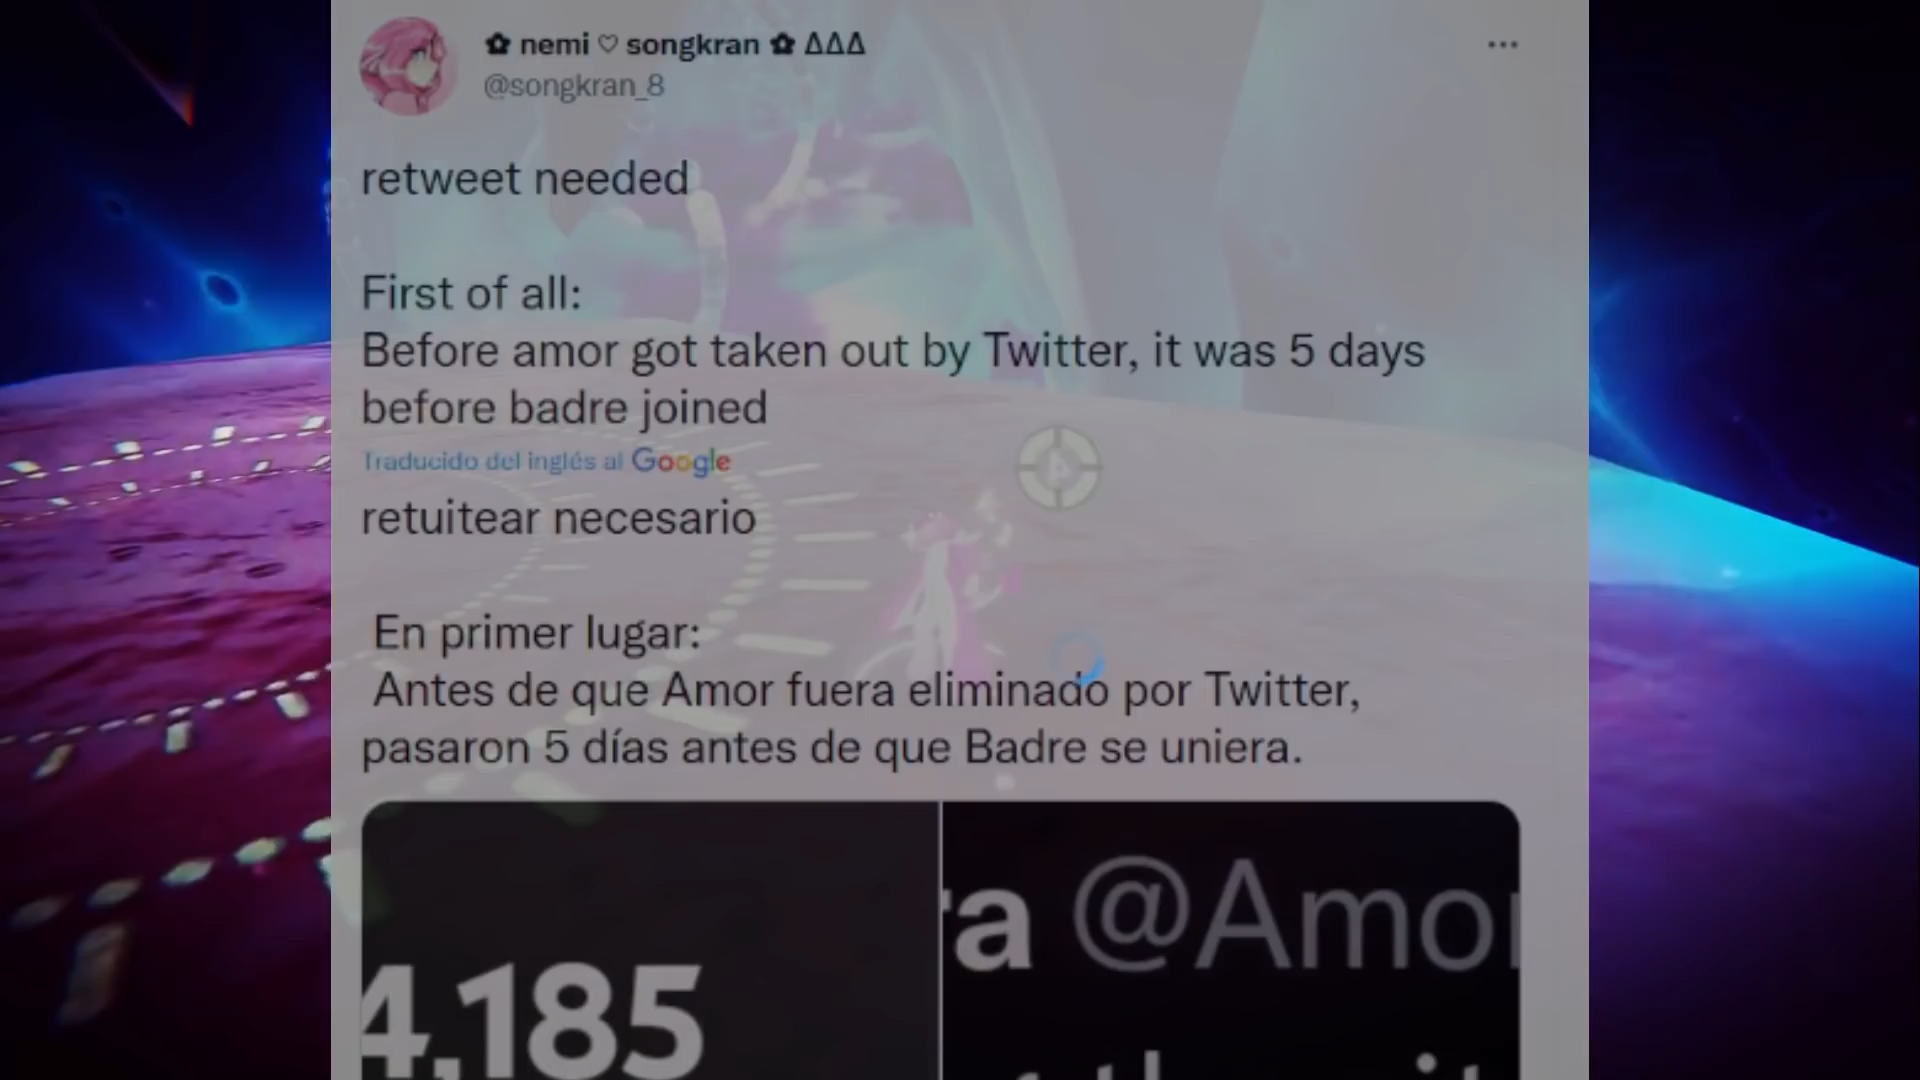 ✿ nemi ♡ songkran ✿ ΔΔΔ
@songkran_8
retweet needed
First of all:
Before amor got taken out by Twitter, it was 5 days
before badre joined
Traducido del inglés al Google
retuitear necesario
En primer lugar:
Antes de que Amor fuera eliminado por Twitter,
pasaron 5 días antes de que Badre se uniera.
4,185
ra @Amor